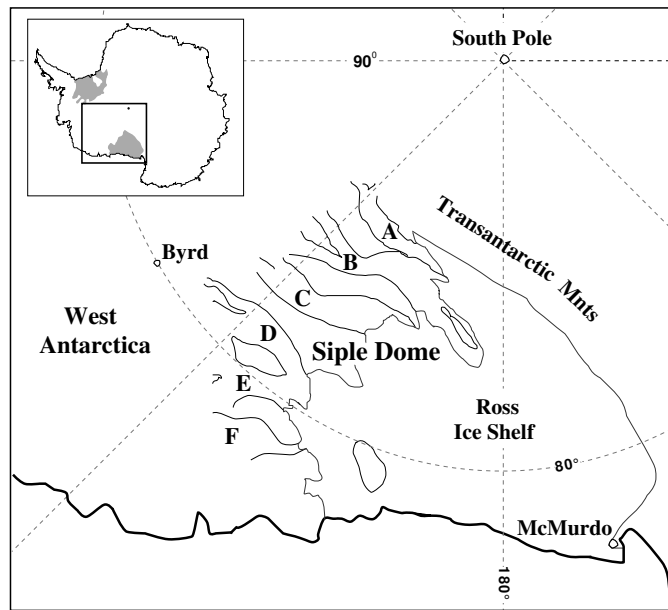 South Pole
90°
A
Transantarctic Mnts
B
Byrd
C
West
Antarctica
D
Siple Dome
E
Ross
Ice Shelf
F
80°
McMurdo
180°